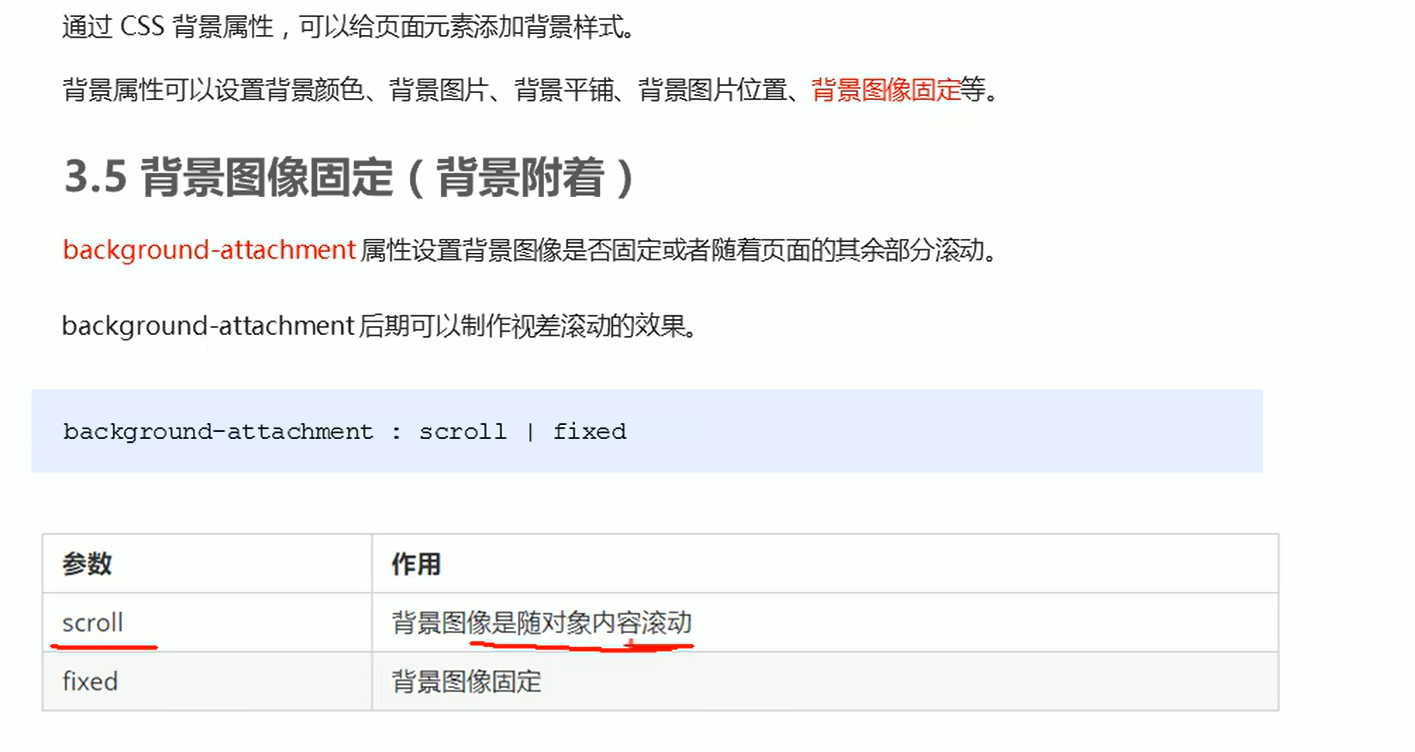 通过 CSS 背景属性，可以给页面元素添加背景样式。
背景属性可以设置背景颜色、背景图片、背景平铺、背景图片位置、背景图像固定等。
3.5 背景图像固定（背景附着）
background-attachment 属性设置背景图像是否固定或者随着页面的其余部分滚动。
background-attachment 后期可以制作视差滚动的效果。
background-attachment : scroll | fixed
参数 作用
scroll 背景图像是随对象内容滚动
fixed 背景图像固定